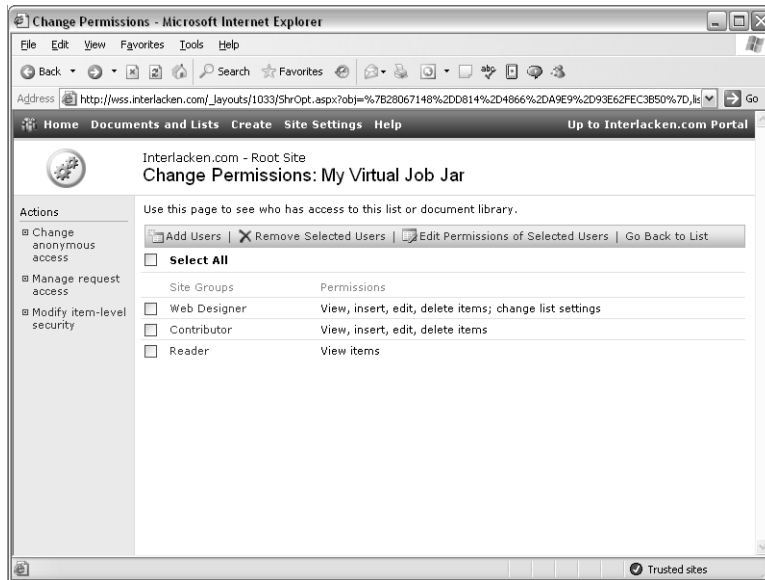 Change Permissions - Microsoft Internet Explorer
File Edit View Favorites Tools Help
Back Search Favorites
Address http://wss.interlacken.com/_layouts/1033/ShrOpt.aspx?obj=%7B28067148%2DD814%2D4866%2DA9E9%2D93E62FEC3B50%7D,lis Go
Home Documents and Lists Create Site Settings Help Up to Interlacken.com Portal
Interlacken.com - Root Site
Change Permissions: My Virtual Job Jar
Actions
Change anonymous access
Manage request access
Modify item-level security
Use this page to see who has access to this list or document library.
Add Users | Remove Selected Users | Edit Permissions of Selected Users | Go Back to List
Select All
Site Groups Permissions
Web Designer View, insert, edit, delete items; change list settings
Contributor View, insert, edit, delete items
Reader View items
Trusted sites